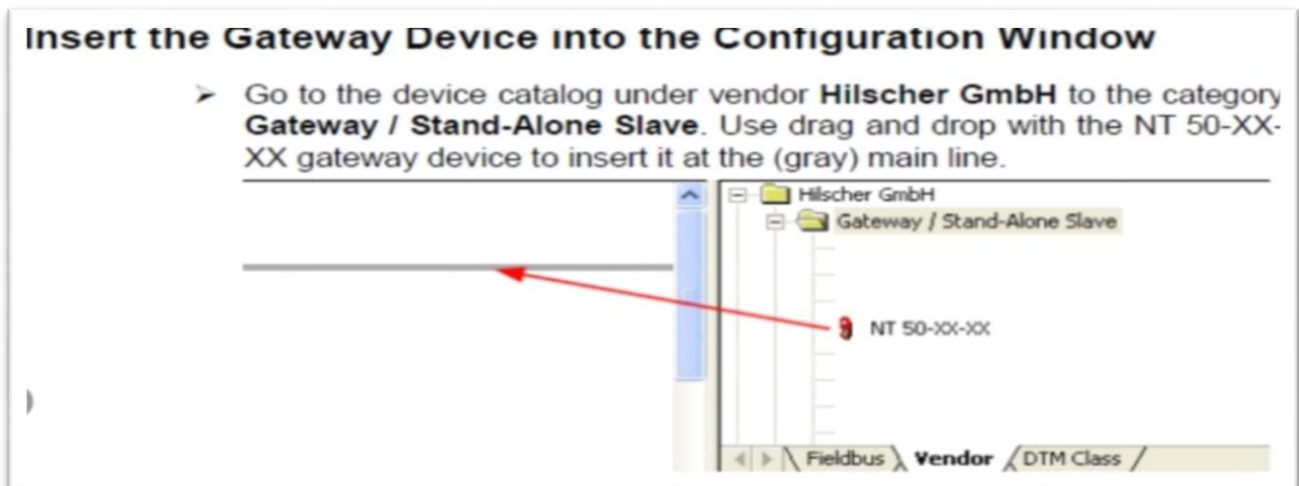 Insert the Gateway Device into the Configuration Window
➢ Go to the device catalog under vendor Hilscher GmbH to the category
Gateway / Stand-Alone Slave. Use drag and drop with the NT 50-XX-
XX gateway device to insert it at the (gray) main line.
Hilscher GmbH
Gateway / Stand-Alone Slave
NT 50-XX-XX
Fieldbus Vendor DTM Class